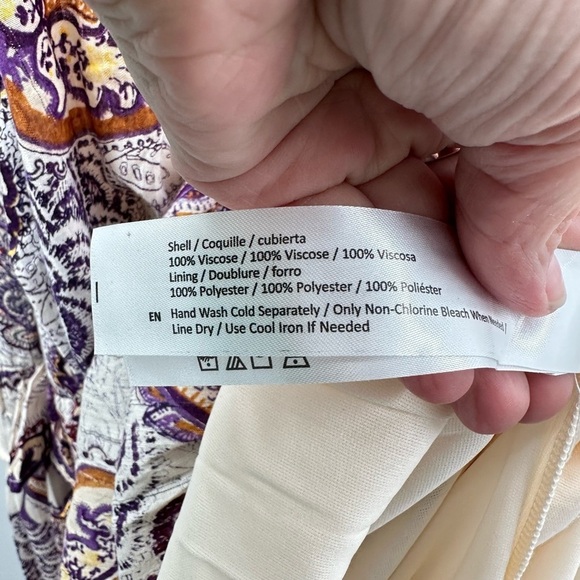 Shell / Coquille / cubierta
100% Viscose / 100% Viscose / 100% Viscosa
Lining / Doublure / forro
100% Polyester / 100% Polyester / 100% Poliéster
EN Hand Wash Cold Separately / Only Non-Chlorine Bleach When Needed /
Line Dry / Use Cool Iron If Needed